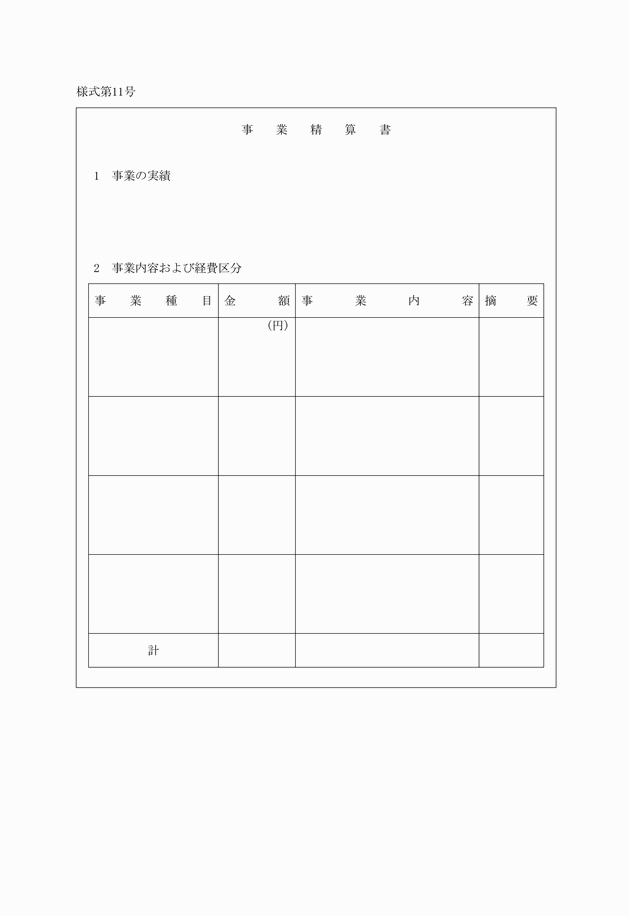 様式第11号
事業精算書
1 事業の実績
2 事業内容および経費区分
事業種目 金額 事業内容 摘要
(円)
計